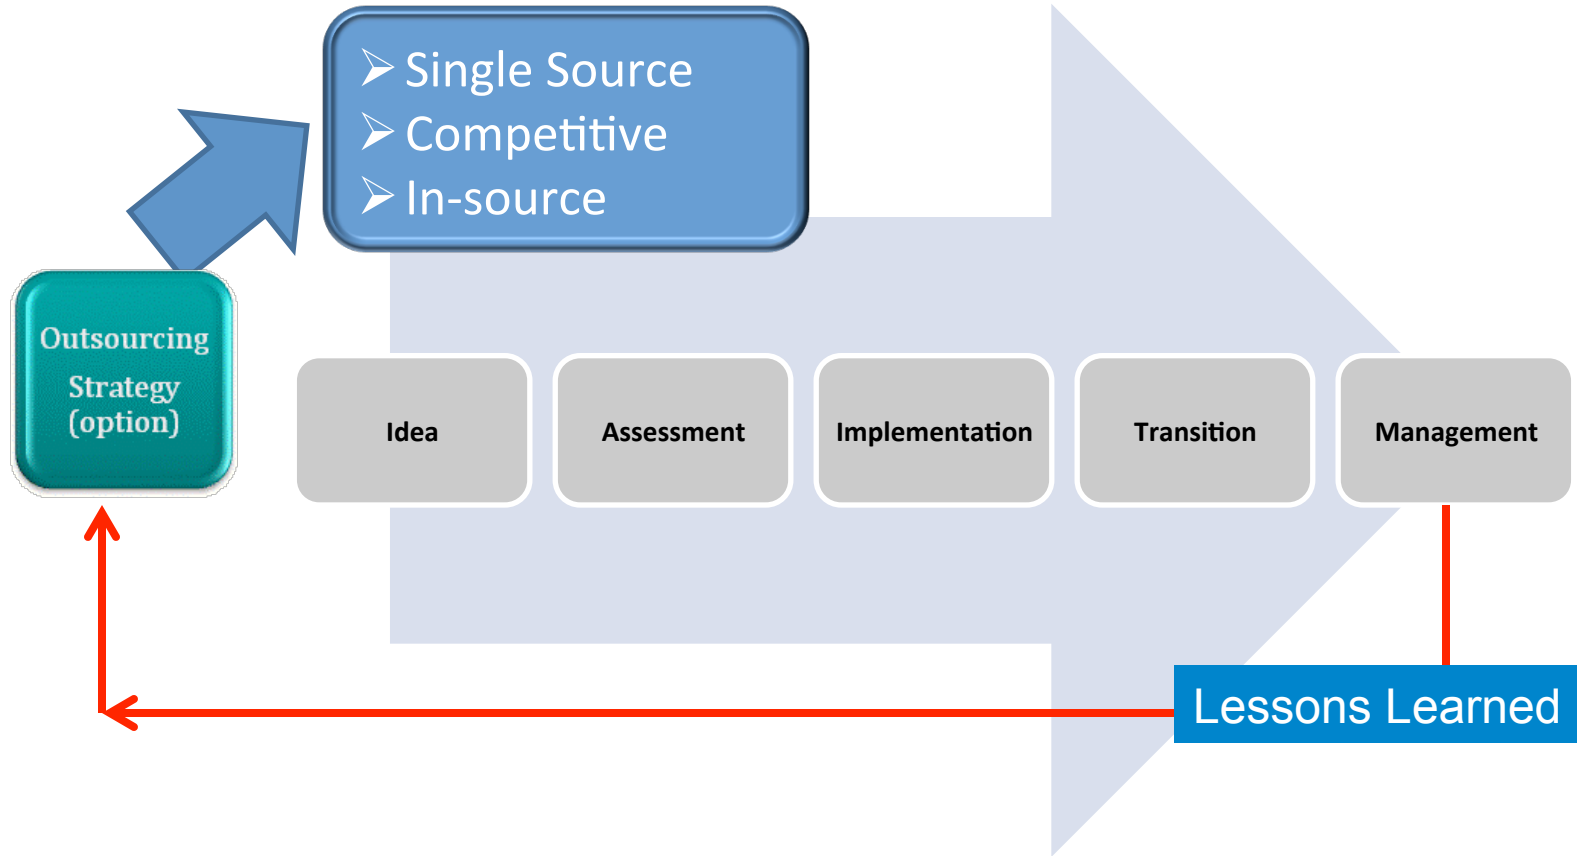 Single Source
Competitive
In-source
Outsourcing
Strategy
(option)
Idea
Assessment
Implementation
Transition
Management
Lessons Learned